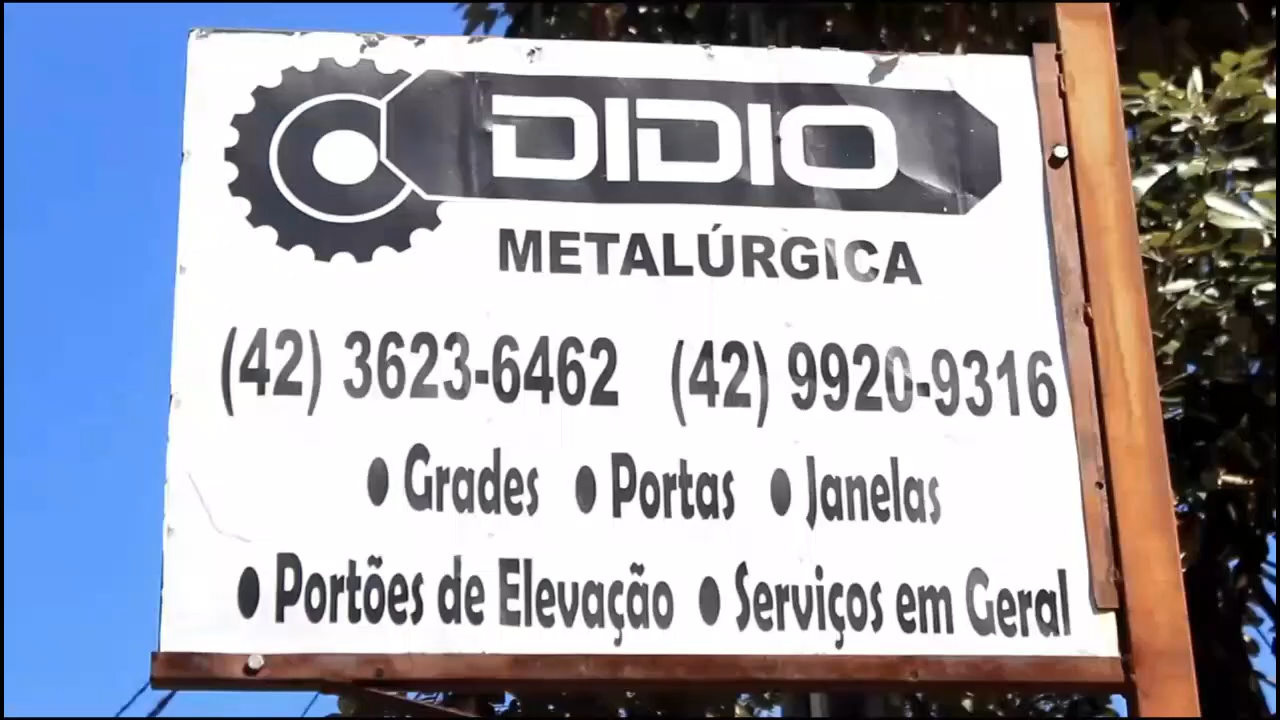 DIDIO
METALÚRGICA
(42) 3623-6462 (42) 9920-9316
• Grades • Portas • Janelas
• Portões de Elevação • Serviços em Geral